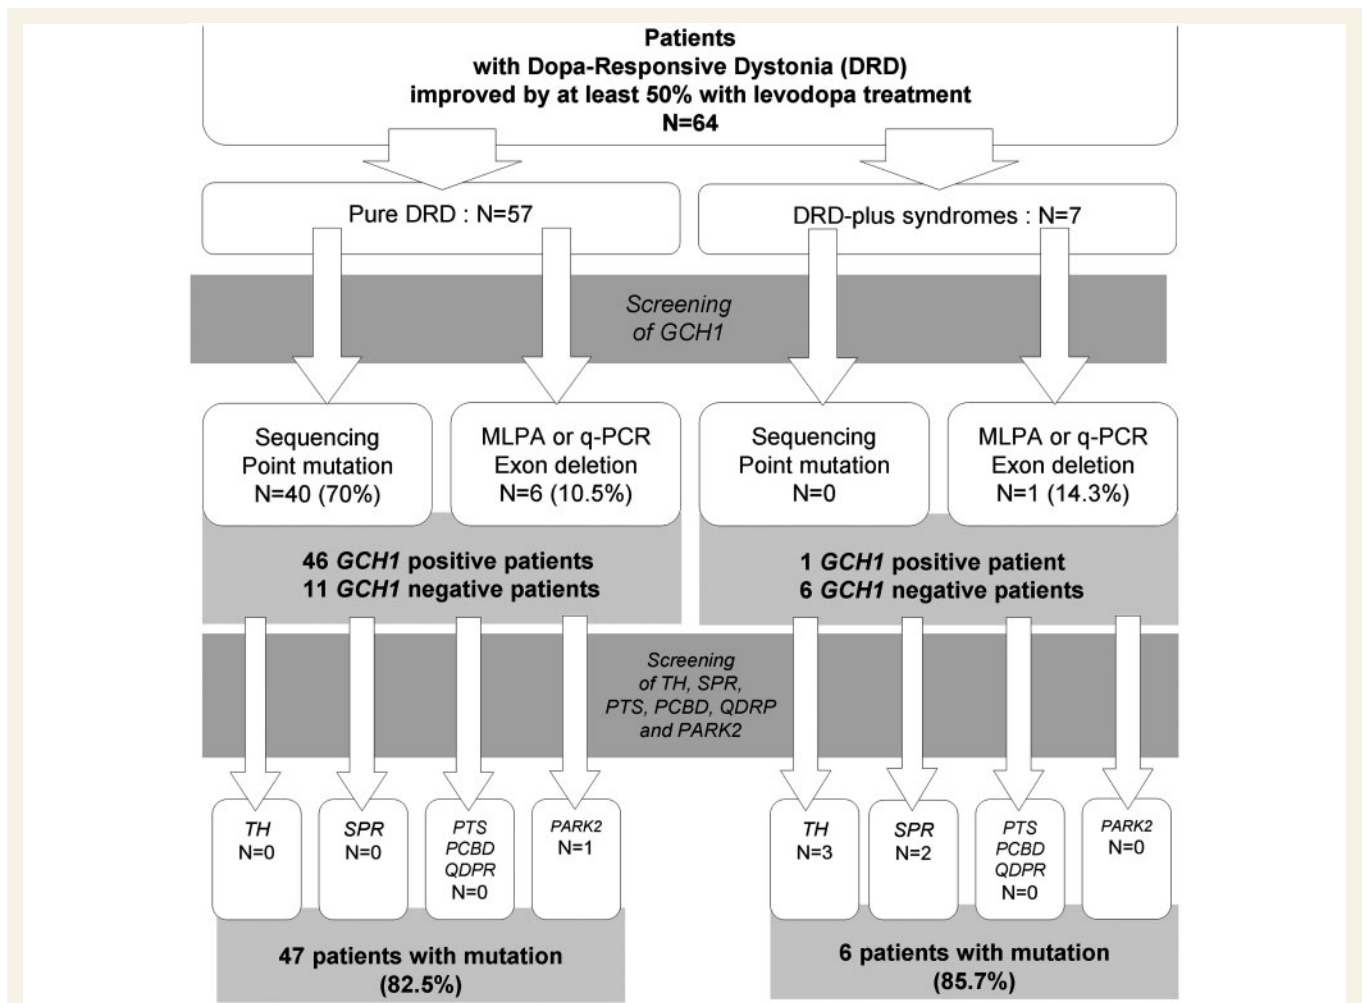 Patients
with Dopa-Responsive Dystonia (DRD)
improved by at least 50% with levodopa treatment
N=64
Pure DRD : N=57
DRD-plus syndromes : N=7
Screening
of GCH1
Sequencing
Point mutation
N=40 (70%)
MLPA or q-PCR
Exon deletion
N=6 (10.5%)
Sequencing
Point mutation
N=0
MLPA or q-PCR
Exon deletion
N=1 (14.3%)
46 GCH1 positive patients
11 GCH1 negative patients
1 GCH1 positive patient
6 GCH1 negative patients
Screening
of TH, SPR,
PTS, PCBD, QDRP
and PARK2
TH
N=0
SPR
N=0
PTS
PCBD
QDPR
N=0
PARK2
N=1
TH
N=3
SPR
N=2
PTS
PCBD
QDPR
N=0
PARK2
N=0
47 patients with mutation
(82.5%)
6 patients with mutation
(85.7%)